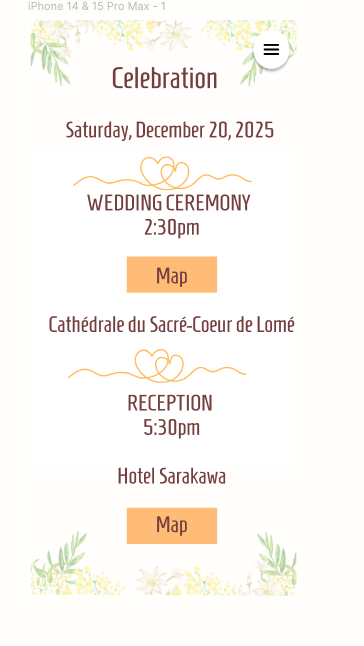 iPhone 14 & 15 Pro Max - 1
Celebration
Saturday, December 20, 2025
WEDDING CEREMONY
2:30pm
Map
Cathédrale du Sacré-Coeur de Lomé
RECEPTION
5:30pm
Hotel Sarakawa
Map